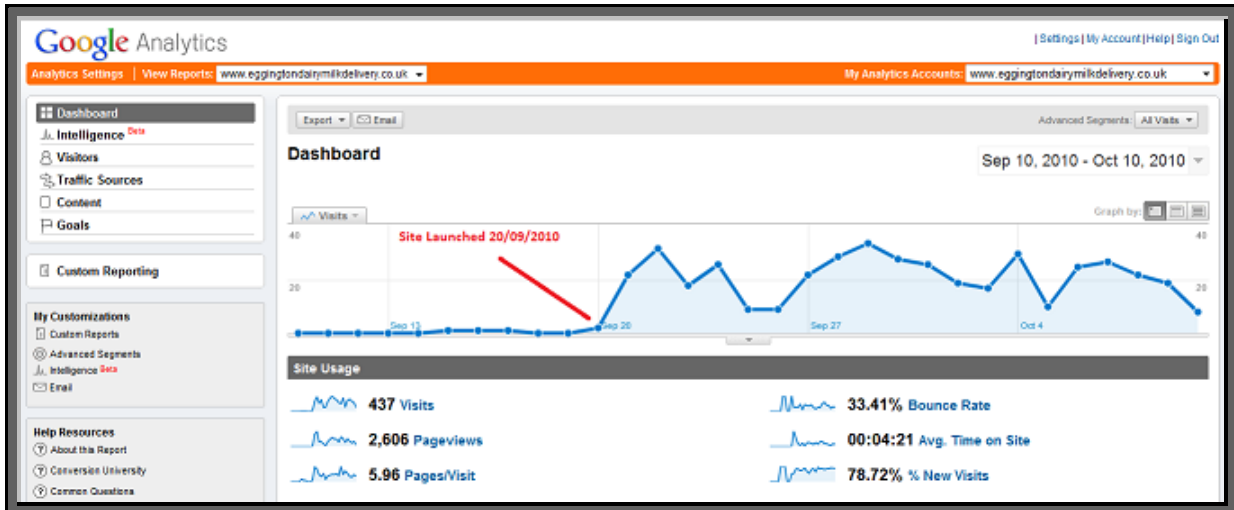 Google Analytics
| Settings | My Account | Help | Sign Out
Analytics Settings | View Reports: www.eggingtondairymilkdelivery.co.uk
My Analytics Accounts: www.eggingtondairymilkdelivery.co.uk
Dashboard
Intelligence Beta
Visitors
Traffic Sources
Content
Goals
Custom Reporting
My Customizations
Custom Reports
Advanced Segments
Intelligence Beta
Email
Help Resources
About this Report
Conversion University
Common Questions
Export Email
Advanced Segments: All Visits
Dashboard
Sep 10, 2010 - Oct 10, 2010
Visits
Graph by:
40 40
Site Launched 20/09/2010
20 20
Sep 13 Sep 20 Sep 27 Oct 4
Site Usage
437 Visits
33.41% Bounce Rate
2,606 Pageviews
00:04:21 Avg. Time on Site
5.96 Pages/Visit
78.72% % New Visits